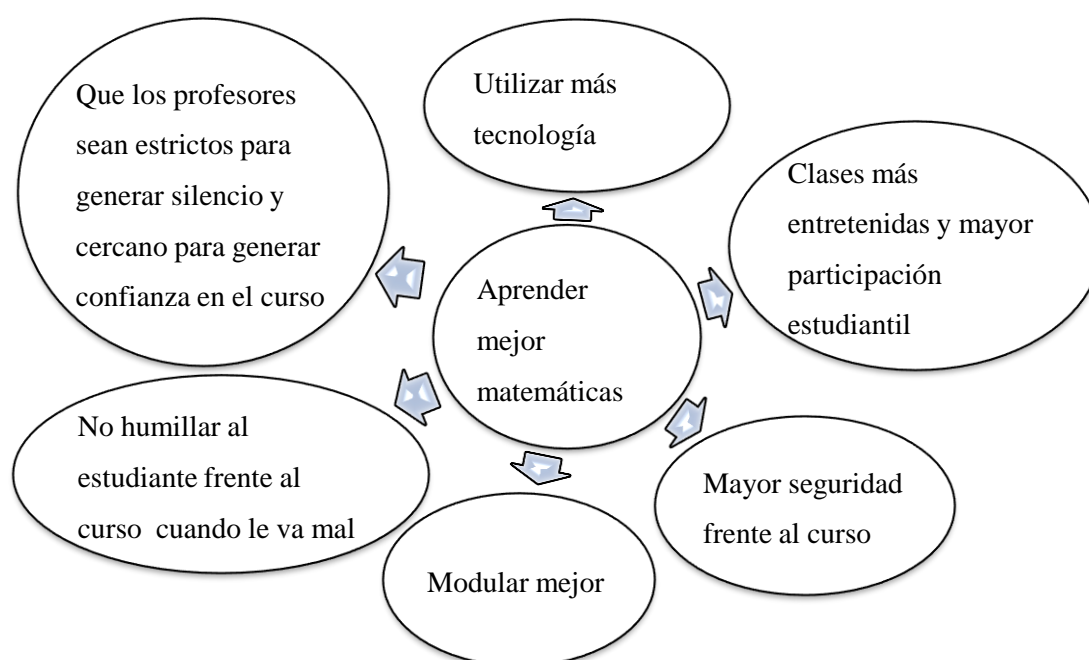 Que los profesores
sean estrictos para
generar silencio y
cercano para generar
confianza en el curso
Utilizar más
tecnología
Clases más
entretenidas y mayor
participación
estudiantil
Aprender
mejor
matemáticas
No humillar al
estudiante frente al
curso cuando le va mal
Mayor seguridad
frente al curso
Modular mejor